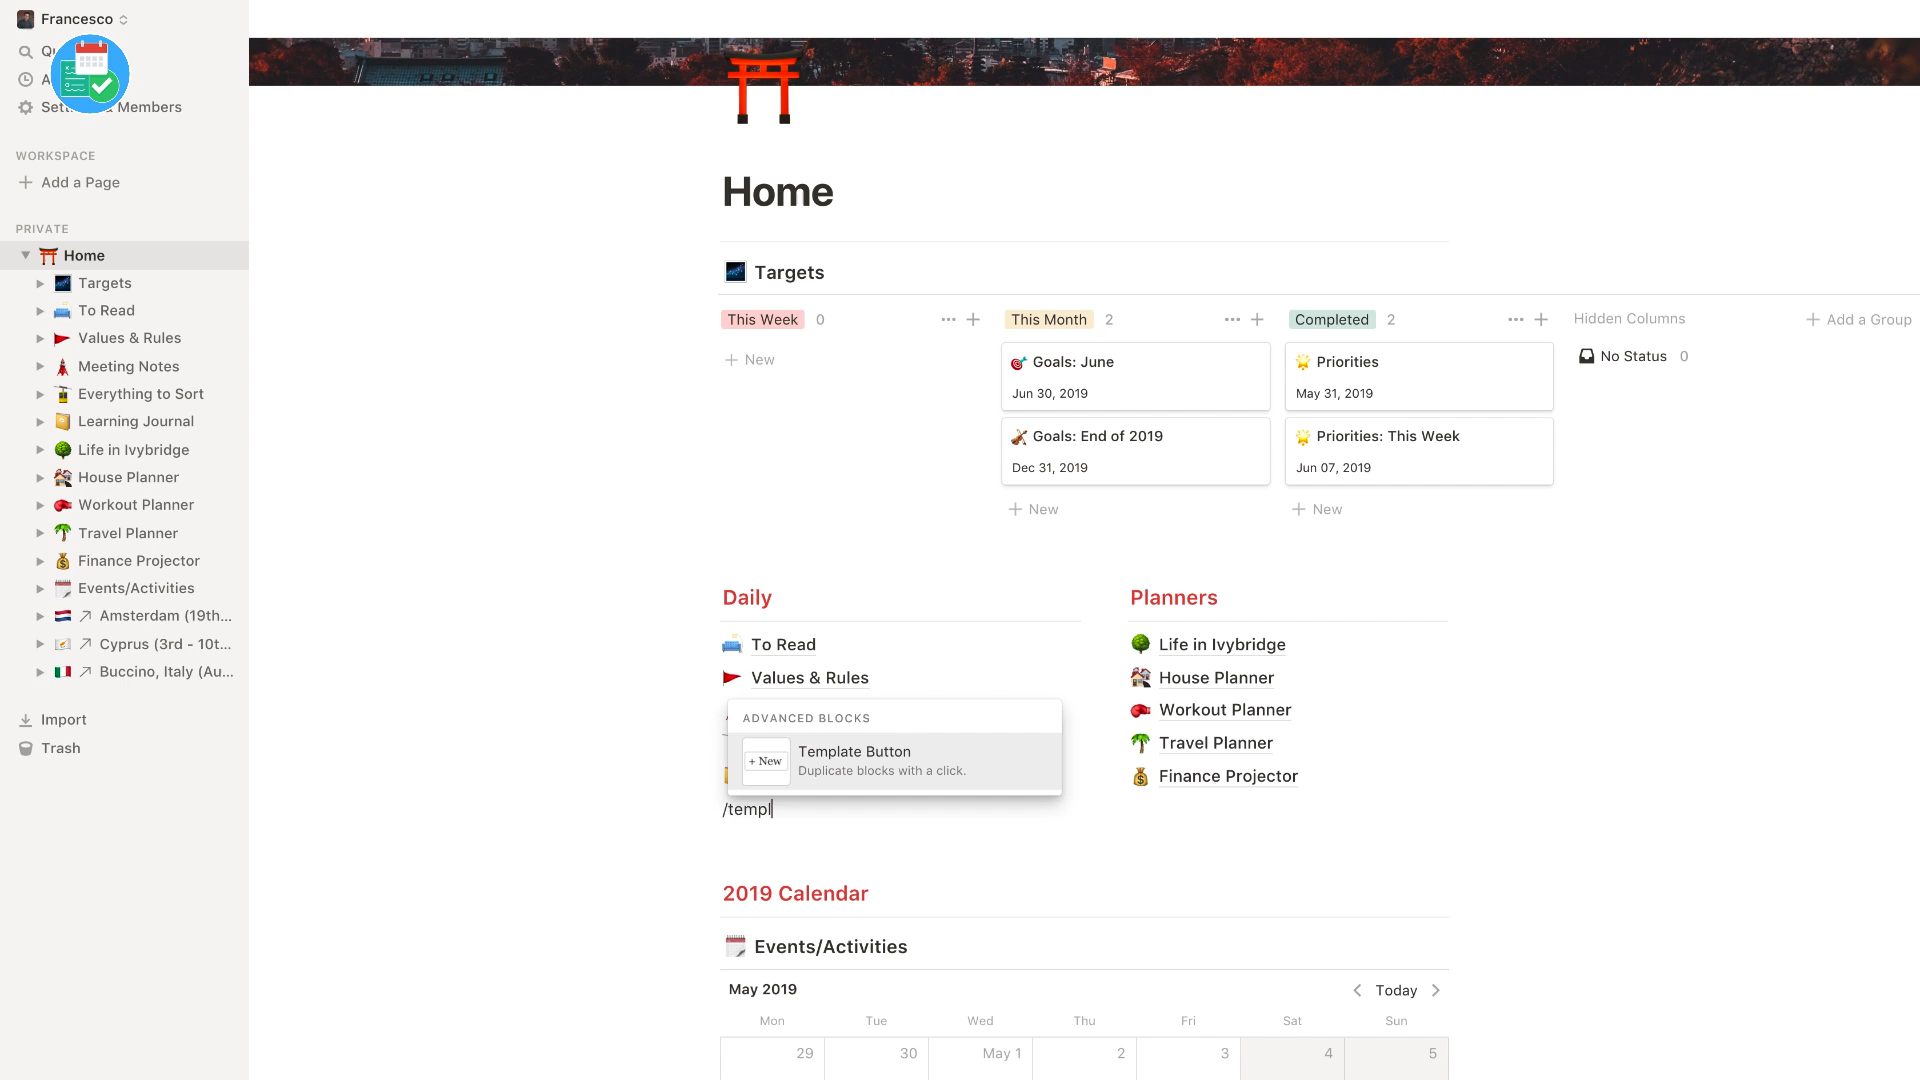 Francesco
Settings & Members
WORKSPACE
Add a Page
PRIVATE
Home
Targets
To Read
Values & Rules
Meeting Notes
Everything to Sort
Learning Journal
Life in Ivybridge
House Planner
Workout Planner
Travel Planner
Finance Projector
Events/Activities
Amsterdam (19th...
Cyprus (3rd - 10t...
Buccino, Italy (Au...
Import
Trash
Home
Targets
This Week 0
New
This Month 2
Goals: June
Jun 30, 2019
Goals: End of 2019
Dec 31, 2019
New
Completed 2
Priorities
May 31, 2019
Priorities: This Week
Jun 07, 2019
New
Hidden Columns
No Status 0
Add a Group
Daily
To Read
Values & Rules
ADVANCED BLOCKS
+ New
Template Button
Duplicate blocks with a click.
/templ
Planners
Life in Ivybridge
House Planner
Workout Planner
Travel Planner
Finance Projector
2019 Calendar
Events/Activities
May 2019
Today
Mon Tue Wed Thu Fri Sat Sun
29 30 May 1 2 3 4 5